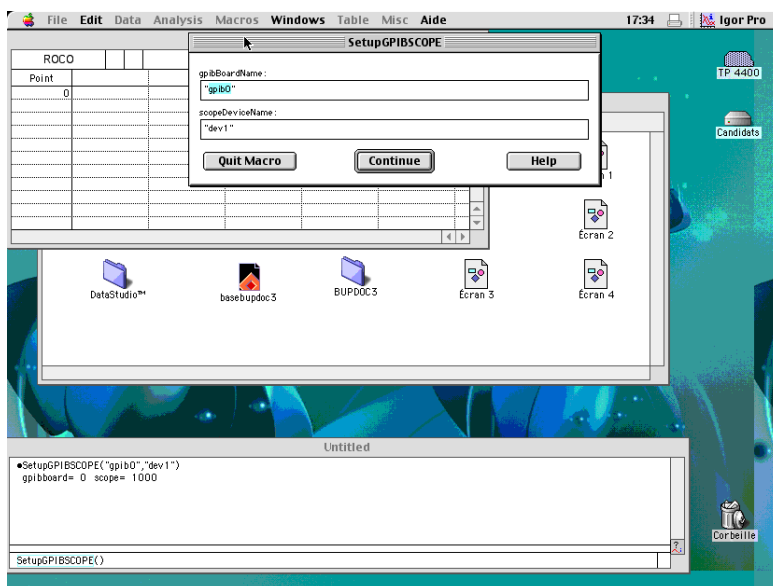 File Edit Data Analysis Macros Windows Table Misc Aide 17:34 Igor Pro
SetupGPIBSCOPE
gpibBoardName:
"gpib0"
scopeDeviceName:
"dev1"
Quit Macro Continue Help
ROCO
Point
0
TP 4400
Candidats
1
Écran 2
DataStudio™
basebupdoc3
BUPDOC3
Écran 3
Écran 4
Untitled
•SetupGPIBSCOPE("gpib0","dev1")
gpibboard= 0 scope= 1000
SetupGPIBSCOPE()
Corbeille